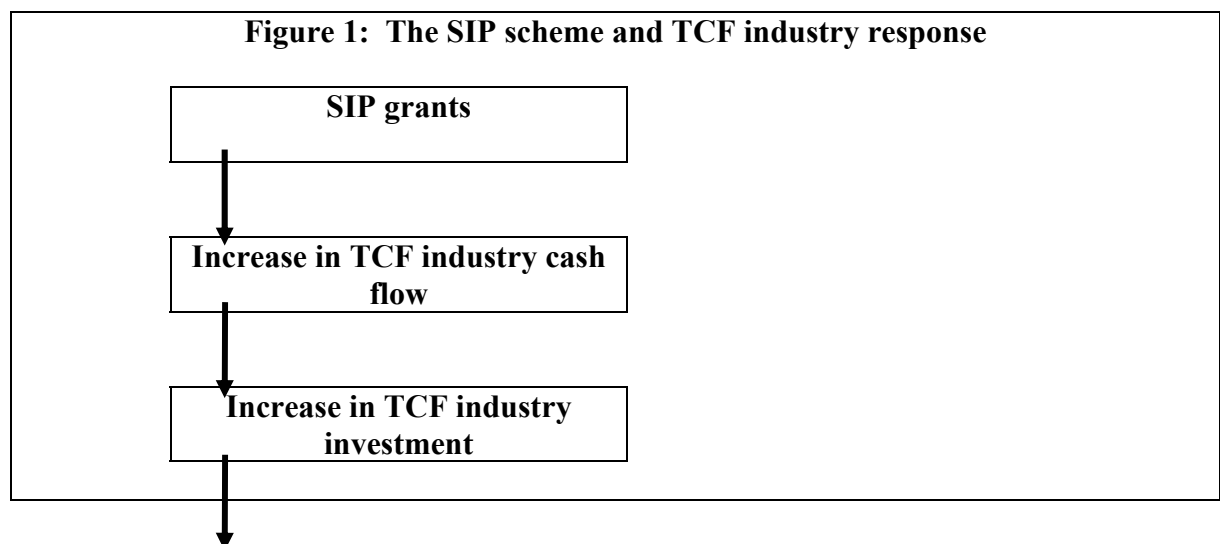 Figure 1: The SIP scheme and TCF industry response
SIP grants
Increase in TCF industry cash
flow
Increase in TCF industry
investment